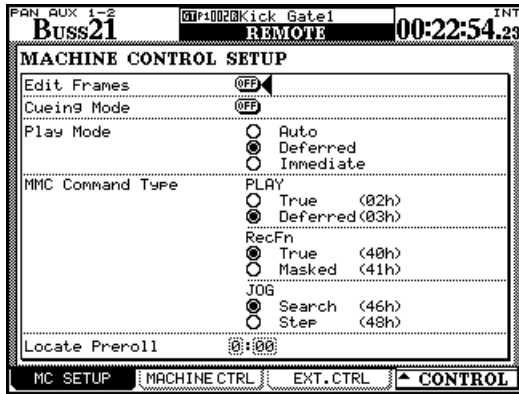 PAN AUX 1-2
Buss21
GTP1002 Kick Gate1
REMOTE
INT
00:22:54.23
MACHINE CONTROL SETUP
Edit Frames OFF
Cueing Mode OFF
Play Mode Auto
Deferred
Immediate
MMC Command Type PLAY
True (02h)
Deferred(03h)
RecFn
True (40h)
Masked (41h)
JOG
Search (46h)
Step (48h)
Locate Preroll 0:00
MC SETUP MACHINE CTRL EXT.CTRL CONTROL